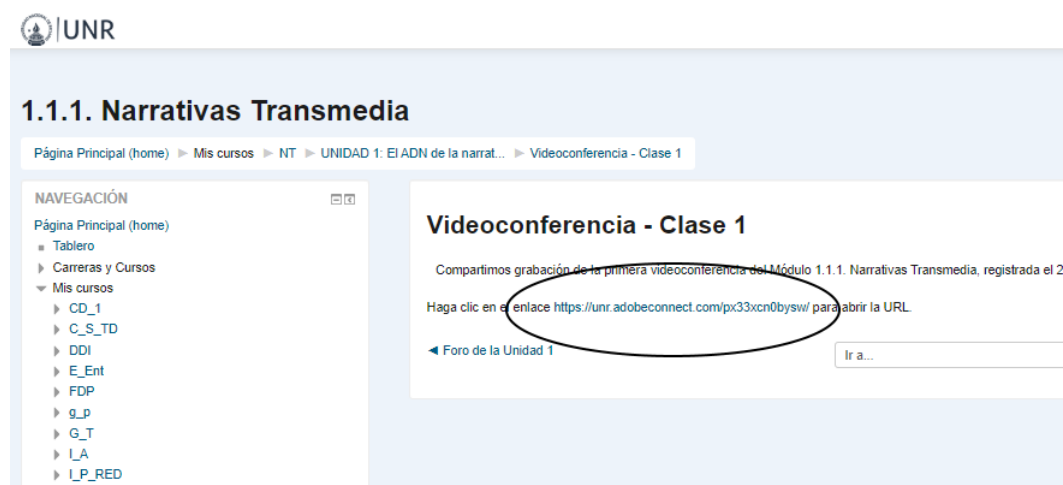 UNR
1.1.1. Narrativas Transmedia
Página Principal (home) ▶ Mis cursos ▶ NT ▶ UNIDAD 1: El ADN de la narrat... ▶ Videoconferencia - Clase 1
NAVEGACIÓN
Página Principal (home)
Tablero
Carreras y Cursos
Mis cursos
CD_1
C_S_TD
DDI
E_Ent
FDP
g_p
G_T
I_A
I_P_RED
Videoconferencia - Clase 1
Compartimos grabación de la primera videoconferencia del Módulo 1.1.1. Narrativas Transmedia, registrada el 2
Haga clic en el enlace https://unr.adobeconnect.com/px33xcn0bysw/ para abrir la URL.
◄ Foro de la Unidad 1
Ir a...